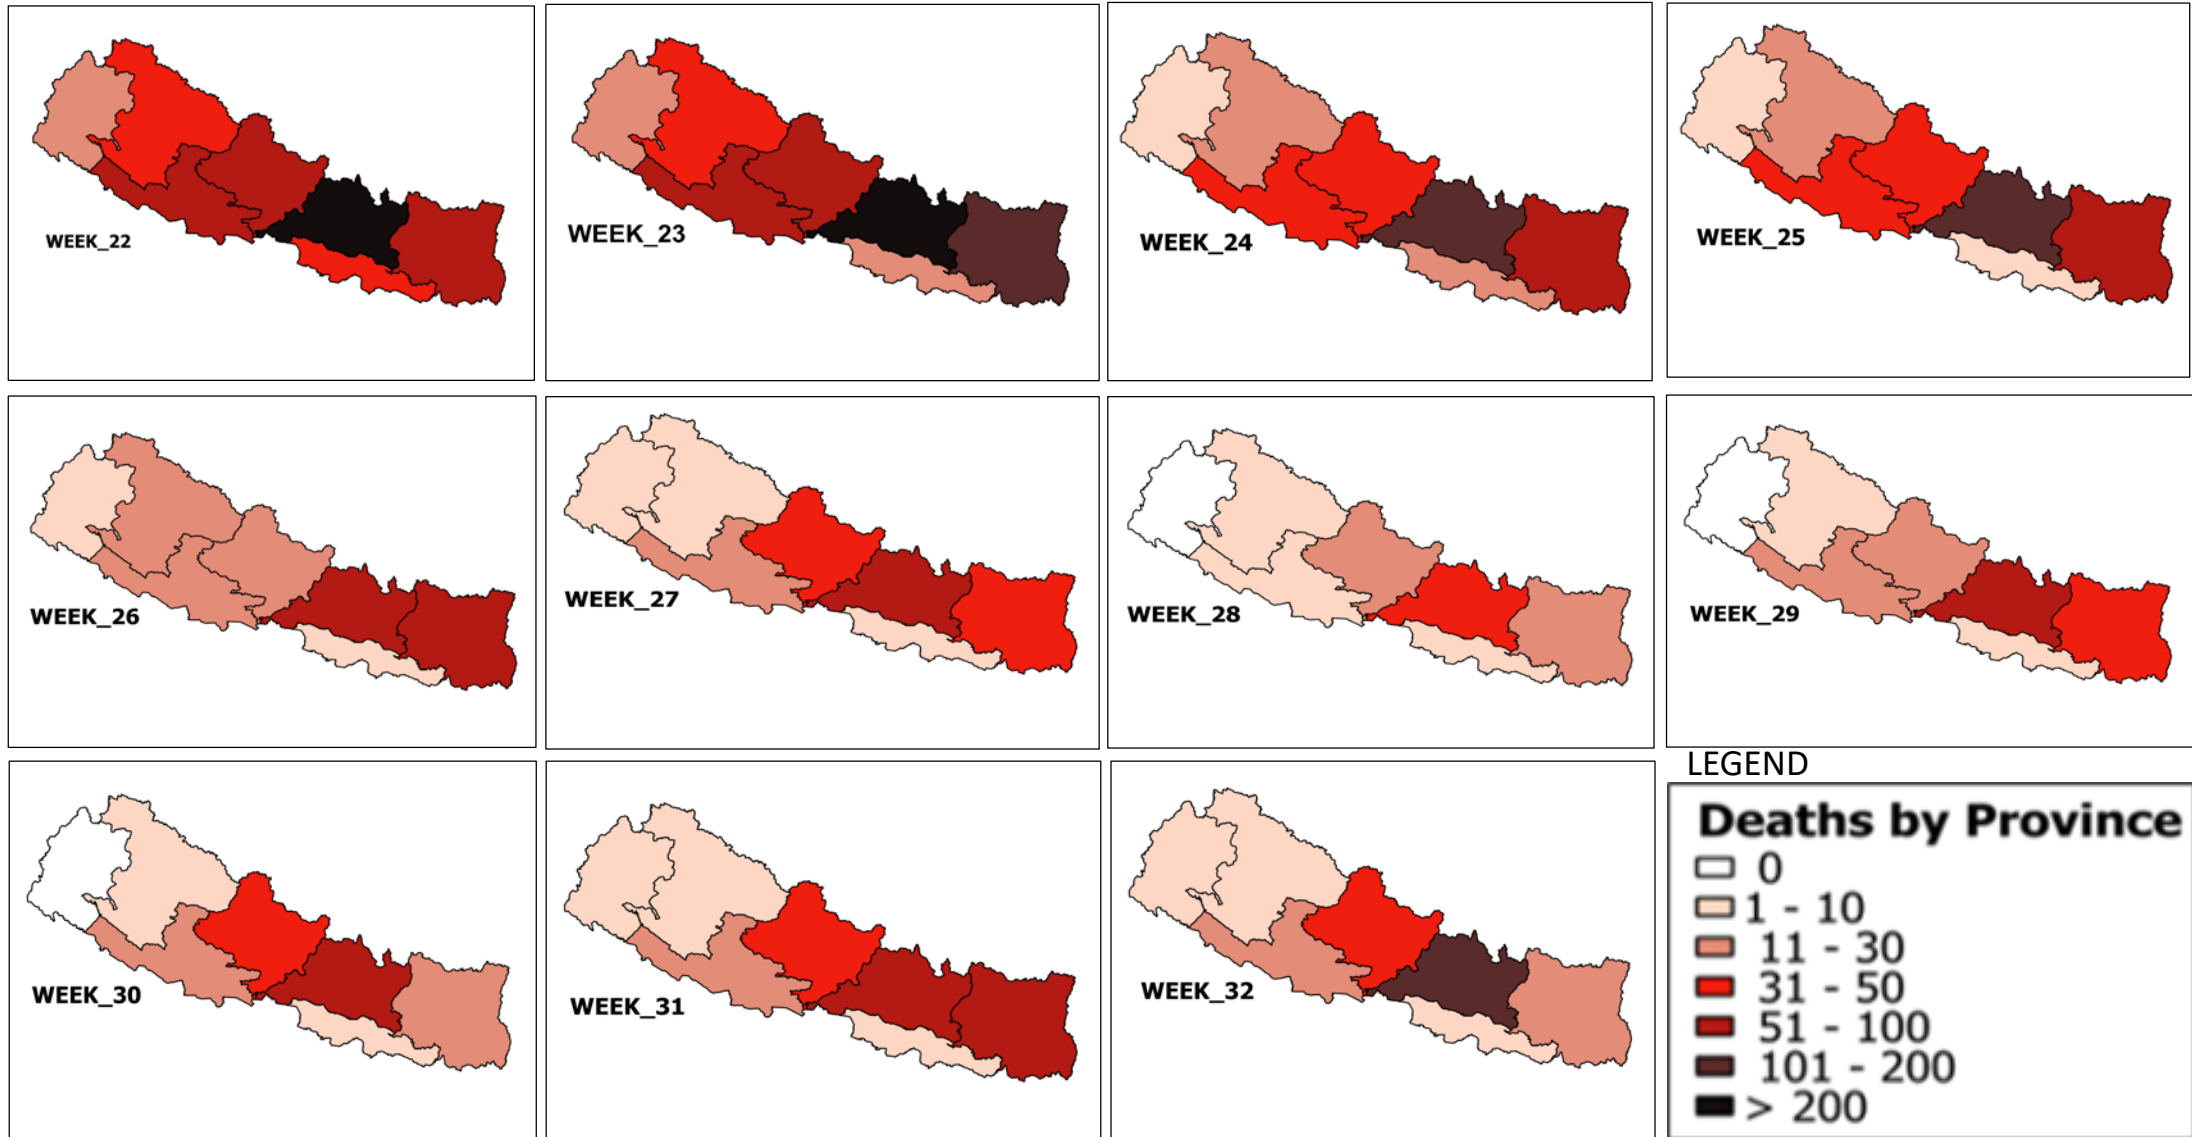 WEEK_22
WEEK_23
WEEK_24
WEEK_25
WEEK_26
WEEK_27
WEEK_28
WEEK_29
WEEK_30
WEEK_31
WEEK_32
LEGEND
Deaths by Province
0
1 - 10
11 - 30
31 - 50
51 - 100
101 - 200
> 200